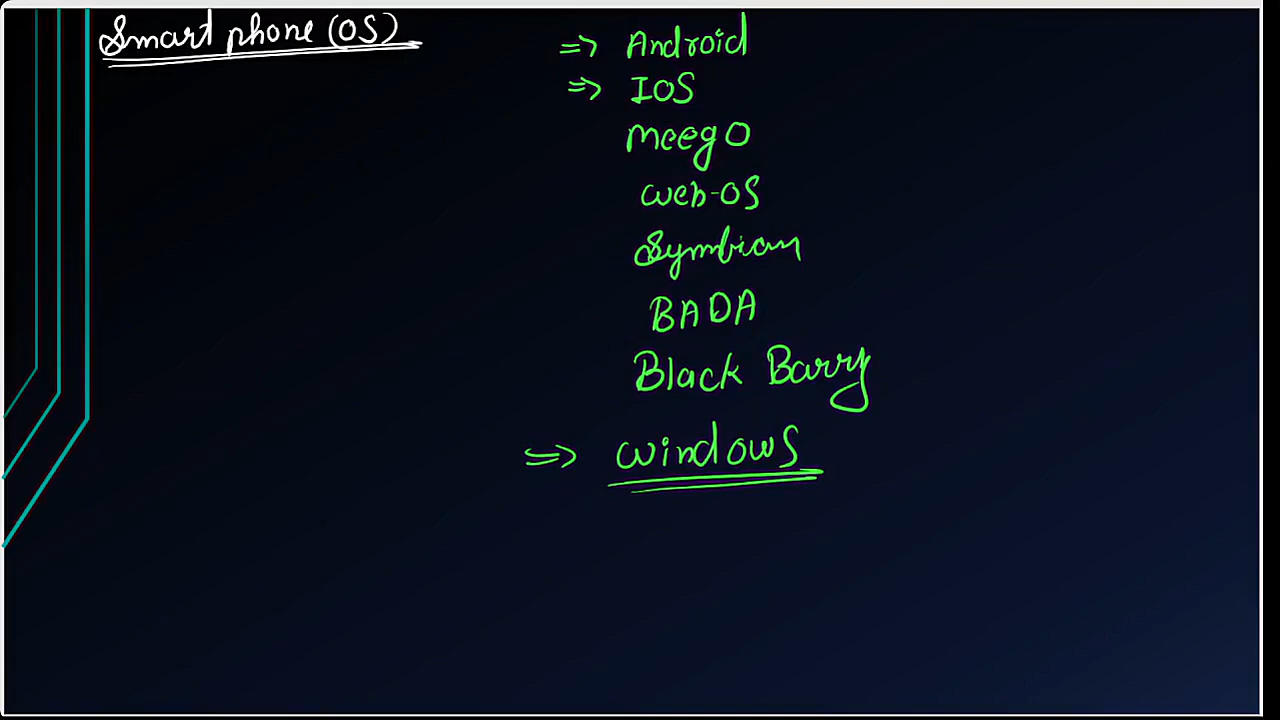 Smart phone (OS)
=> Android
=> IOS
MeegO
Web-OS
Symbian
BADA
Black Barry
=> Windows